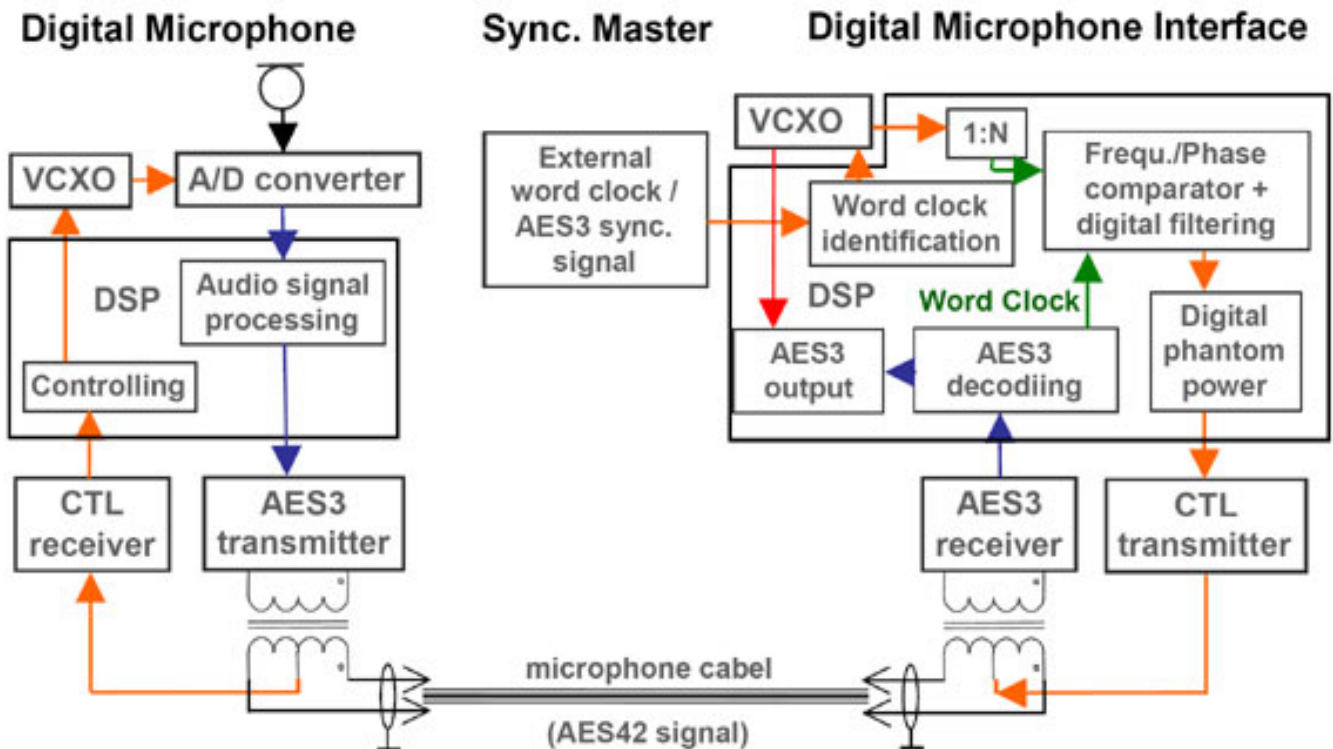 Digital Microphone
Sync. Master
Digital Microphone Interface
VCXO
A/D converter
DSP
Audio signal
processing
Controlling
CTL
receiver
AES3
transmitter
External
word clock /
AES3 sync.
signal
VCXO
1:N
Frequ./Phase
comparator +
digital filtering
Word clock
identification
DSP
Word Clock
AES3
output
AES3
decodiing
Digital
phantom
power
AES3
receiver
CTL
transmitter
microphone cabel
(AES42 signal)